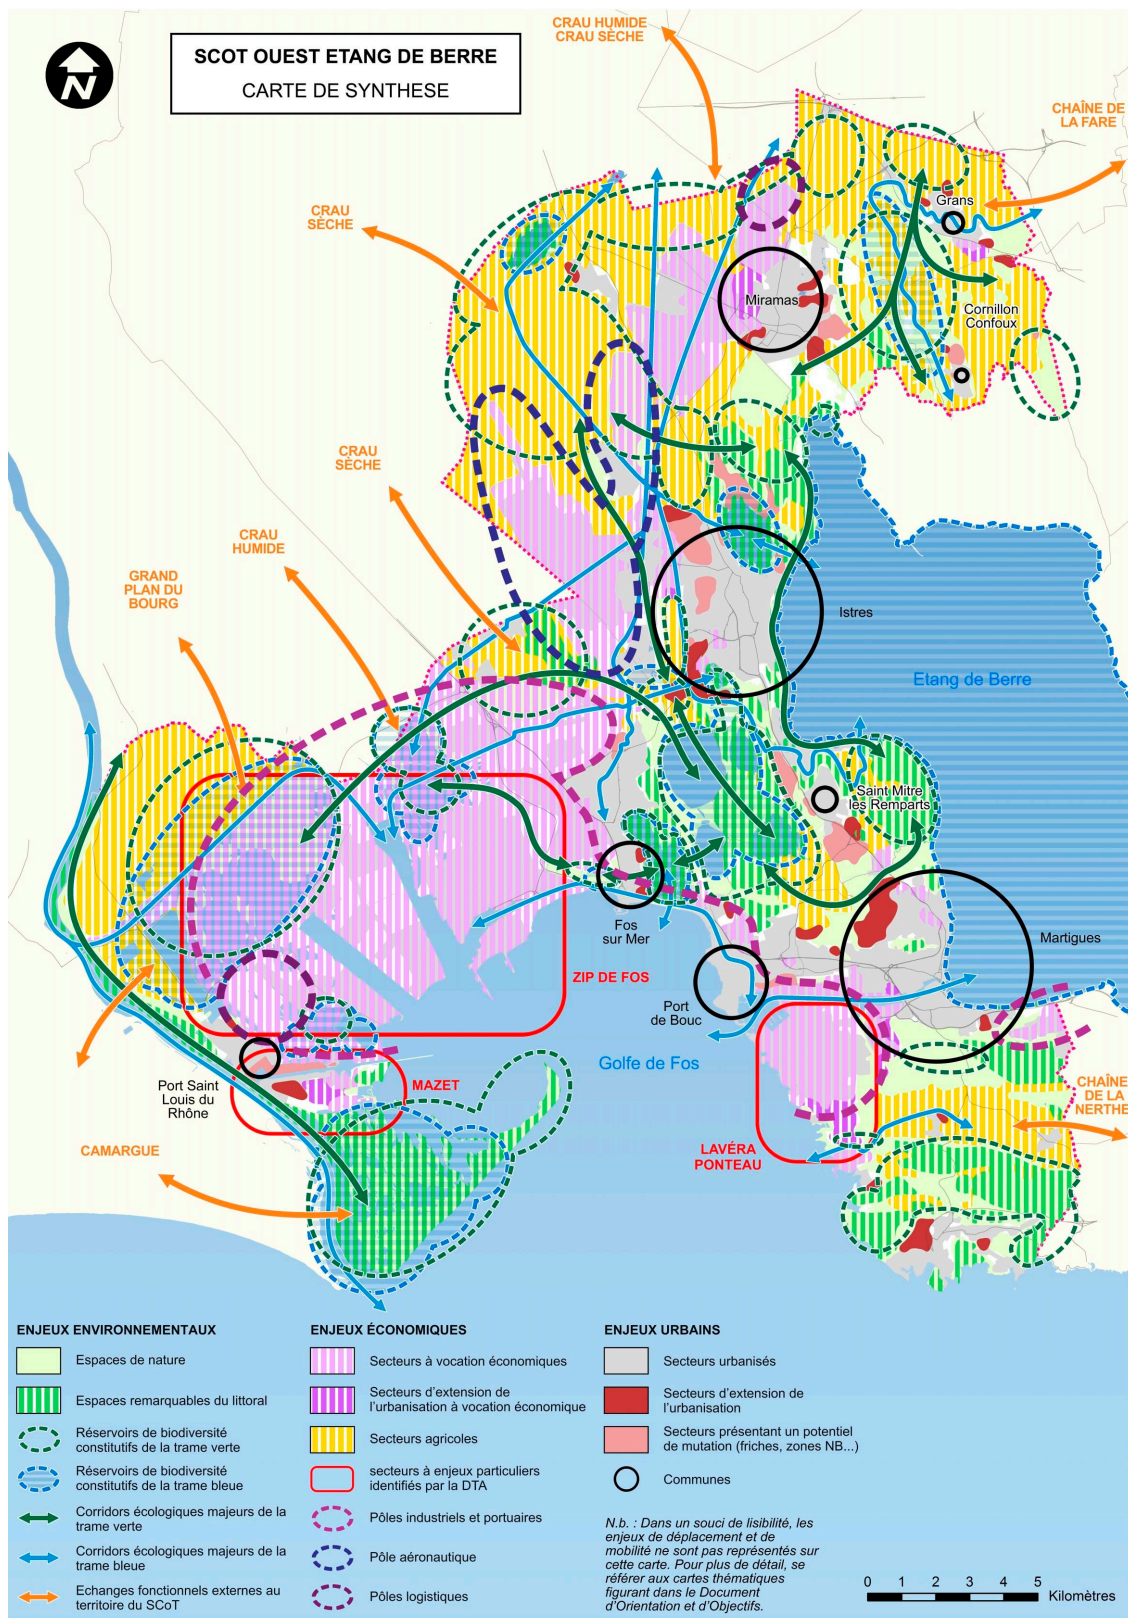 SCOT OUEST ETANG DE BERRE
CARTE DE SYNTHESE
N
CRAU HUMIDE
CRAU SÈCHE
CHAÎNE DE
LA FARE
CRAU
SÈCHE
Grans
Miramas
Cornillon
Confoux
CRAU
SÈCHE
CRAU
HUMIDE
GRAND
PLAN DU
BOURG
Istres
Etang de Berre
Saint Mitre
les Remparts
Fos
sur Mer
Martigues
ZIP DE FOS
Port
de Bouc
Golfe de Fos
Port Saint
Louis du
Rhône
MAZET
CHAÎNE
DE LA
NERTHE
CAMARGUE
LAVÉRA
PONTEAU
ENJEUX ENVIRONNEMENTAUX
Espaces de nature
Espaces remarquables du littoral
Réservoirs de biodiversité
constitutifs de la trame verte
Réservoirs de biodiversité
constitutifs de la trame bleue
Corridors écologiques majeurs de la
trame verte
Corridors écologiques majeurs de la
trame bleue
Echanges fonctionnels externes au
territoire du SCoT
ENJEUX ÉCONOMIQUES
Secteurs à vocation économiques
Secteurs d'extension de
l'urbanisation à vocation économique
Secteurs agricoles
secteurs à enjeux particuliers
identifiés par la DTA
Pôles industriels et portuaires
Pôle aéronautique
Pôles logistiques
ENJEUX URBAINS
Secteurs urbanisés
Secteurs d'extension de
l'urbanisation
Secteurs présentant un potentiel
de mutation (friches, zones NB...)
Communes
N.b. : Dans un souci de lisibilité, les
enjeux de déplacement et de
mobilité ne sont pas représentés sur
cette carte. Pour plus de détail, se
référer aux cartes thématiques
figurant dans le Document
d'Orientation et d'Objectifs.
0 1 2 3 4 5
Kilomètres